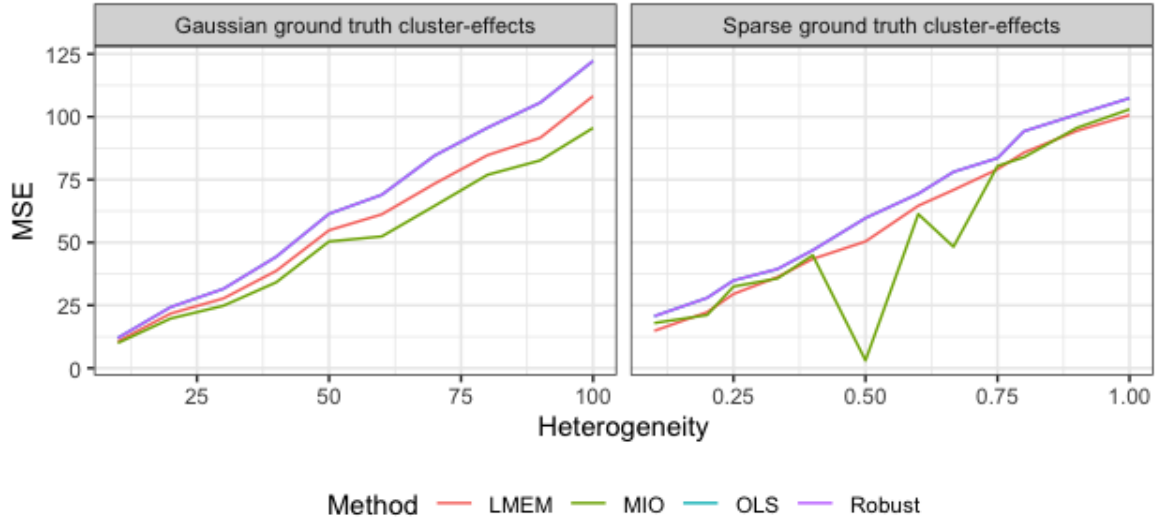 Gaussian ground truth cluster-effects
Sparse ground truth cluster-effects
MSE
125
100
75
50
25
0
25 50 75 100
0.25 0.50 0.75 1.00
Heterogeneity
Method LMEM MIO OLS Robust